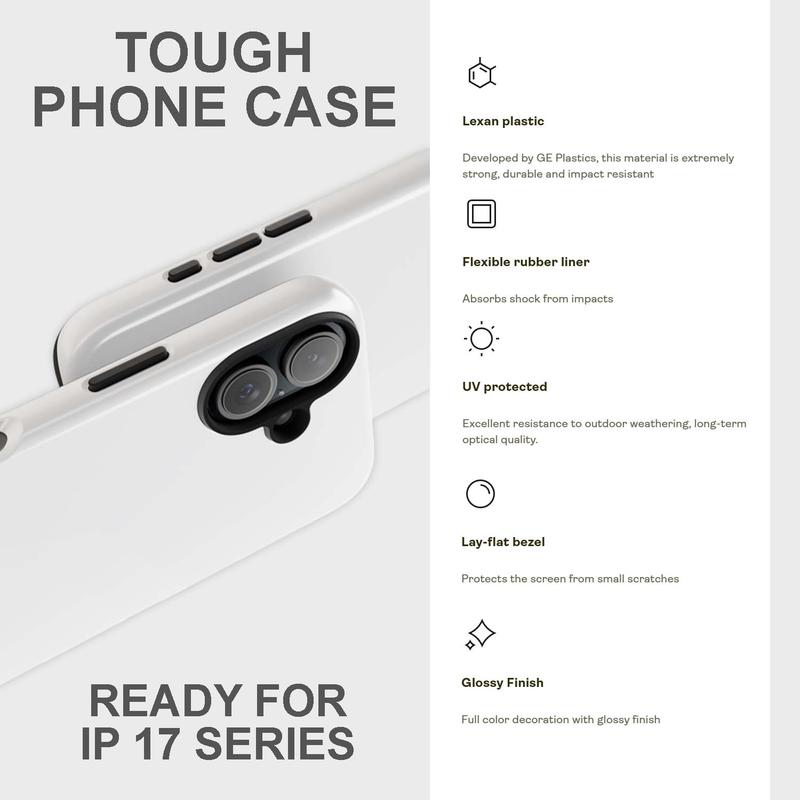 TOUGH
PHONE CASE
READY FOR
IP 17 SERIES
Lexan plastic
Developed by GE Plastics, this material is extremely
strong, durable and impact resistant
Flexible rubber liner
Absorbs shock from impacts
UV protected
Excellent resistance to outdoor weathering, long-term
optical quality.
Lay-flat bezel
Protects the screen from small scratches
Glossy Finish
Full color decoration with glossy finish